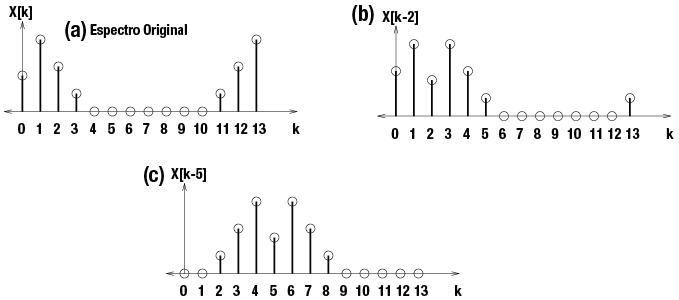 X[k]
(a) Espectro Original
0 1 2 3 4 5 6 7 8 9 10 11 12 13 k
(b) X[k-2]
0 1 2 3 4 5 6 7 8 9 10 11 12 13 k
(c) X[k-5]
0 1 2 3 4 5 6 7 8 9 10 11 12 13 k